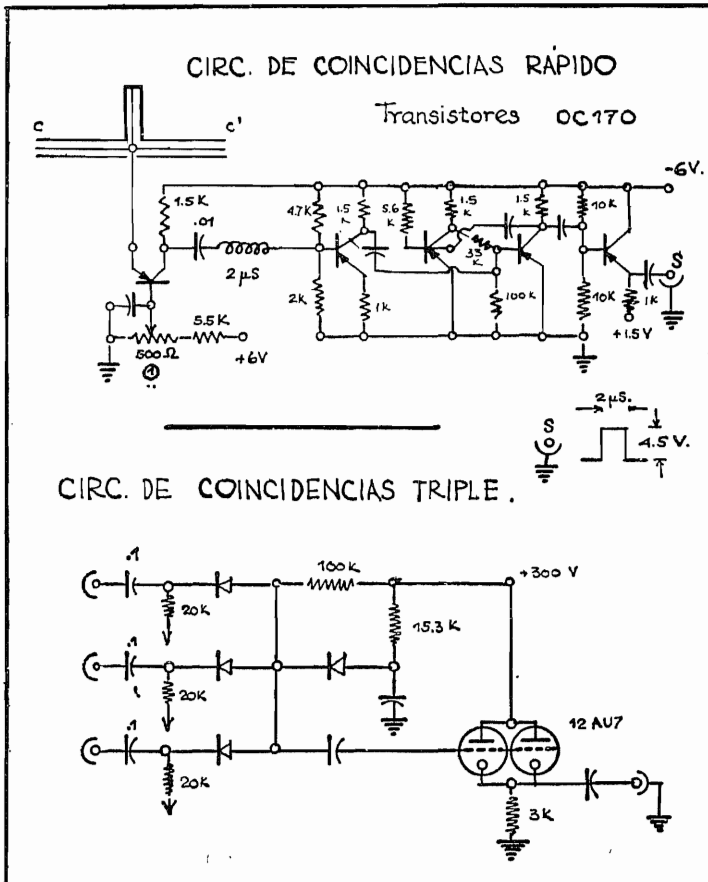 CIRC. DE COINCIDENCIAS RÁPIDO
Transistores OC170
C C'
-6V.
1.5K
.01
2µS
4.7K
1.5
K
5.6
K
1.5
K
1.5
K
10K
33
K
2K
1K
100K
10K
1K
S
+1.5V
500Ω
5.5K
+6V
1
2µS.
S
4.5 V.
CIRC. DE COINCIDENCIAS TRIPLE.
.1
20K
100K
+300 V
15.3 K
.1
20K
.1
20K
12 AU7
3K